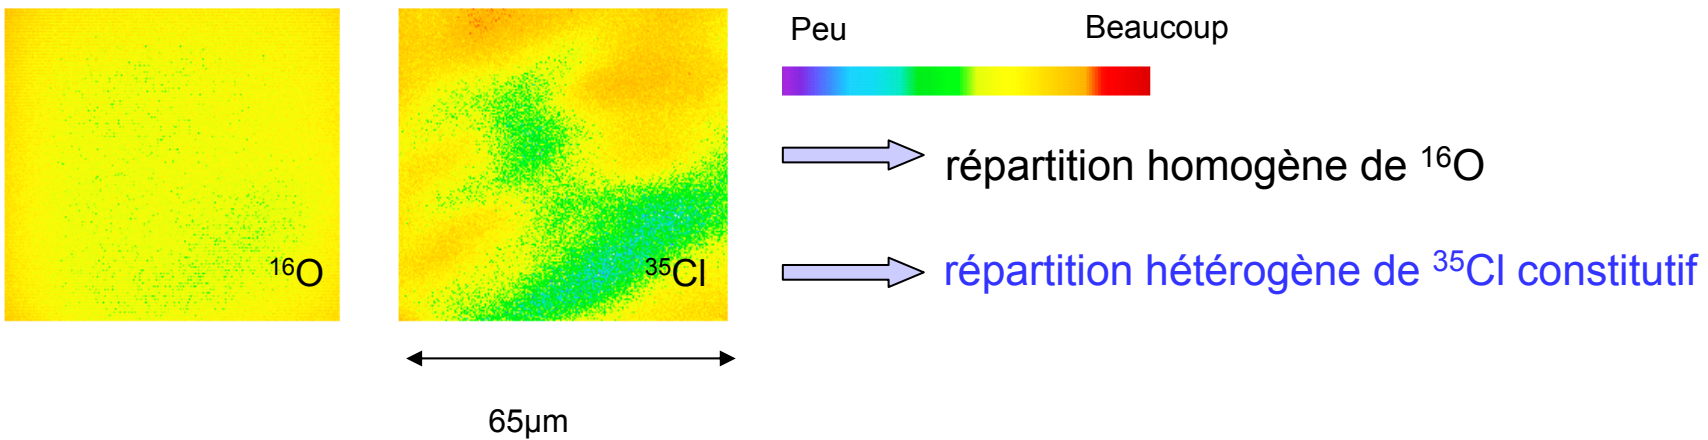 Peu
Beaucoup
répartition homogène de ¹⁶O
¹⁶O
³⁵Cl
répartition hétérogène de ³⁵Cl constitutif
65µm